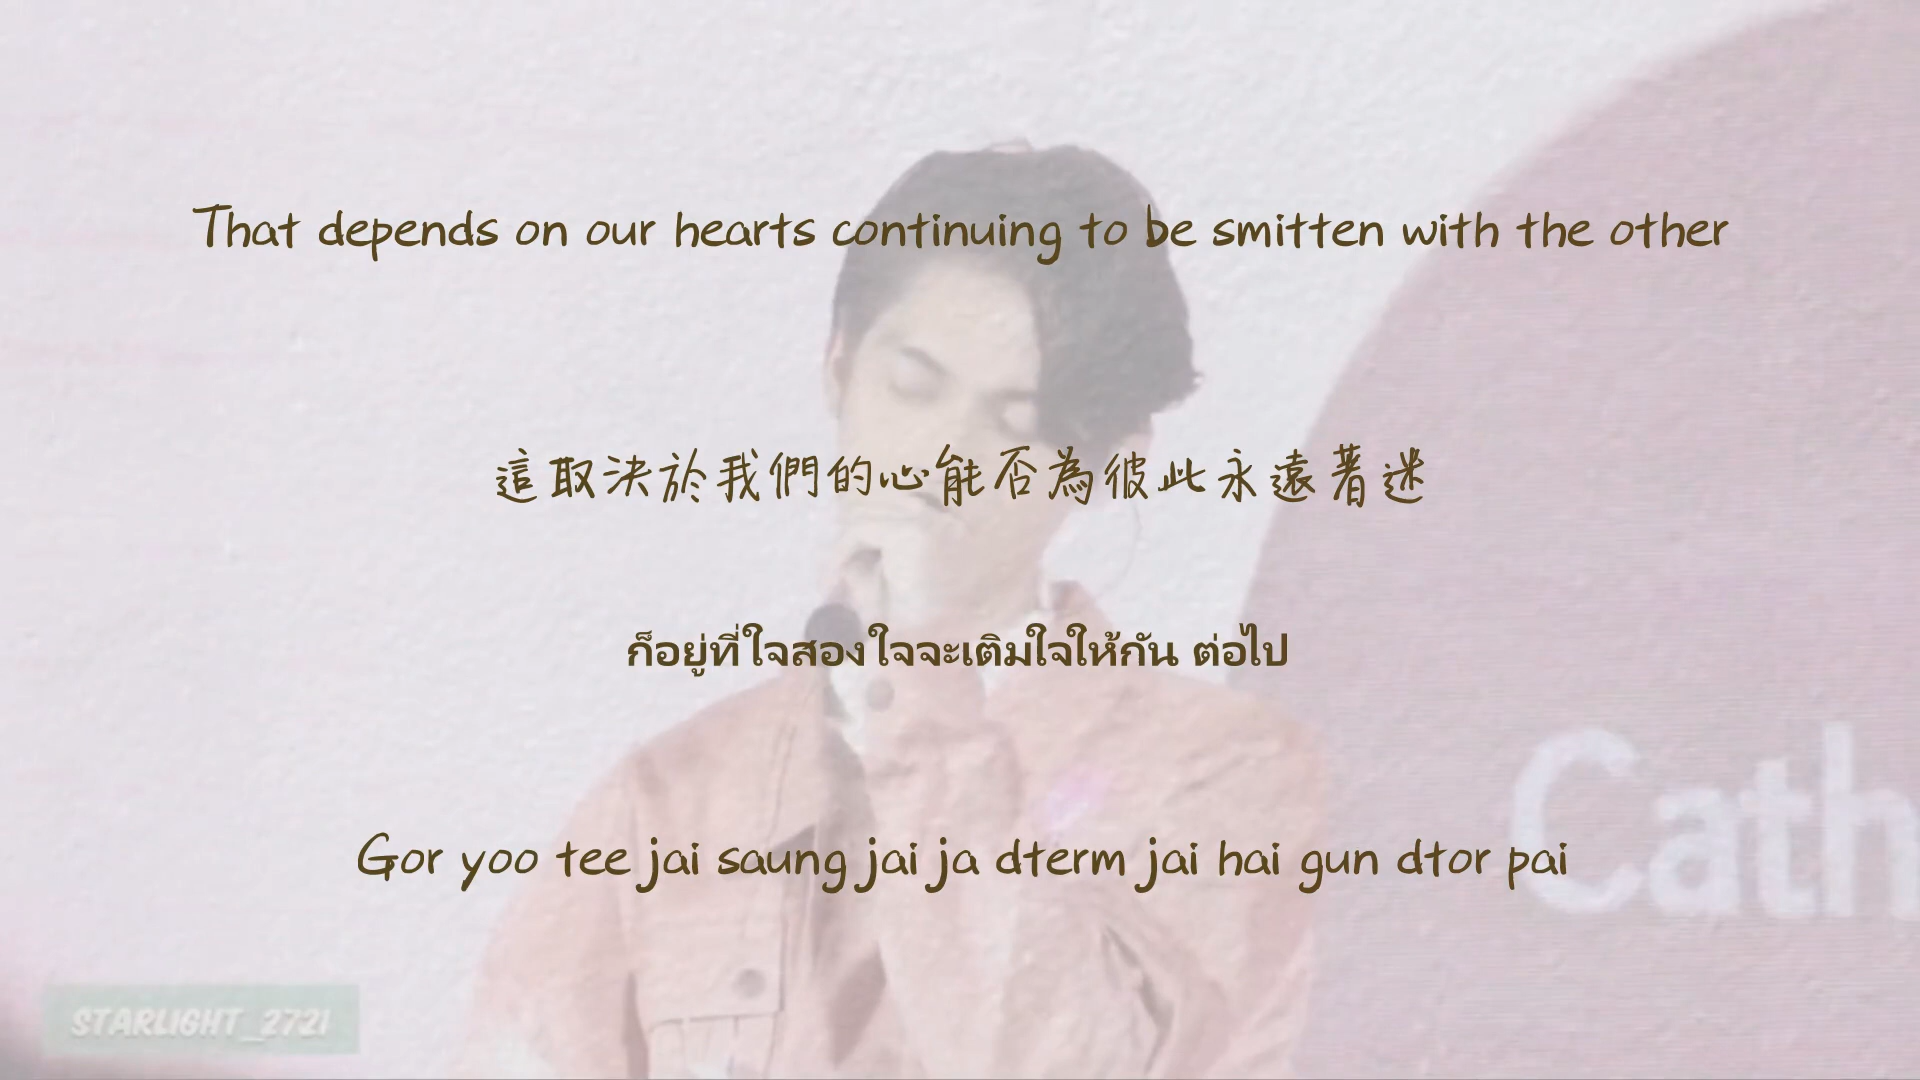 That depends on our hearts continuing to be smitten with the other
這取決於我們的心能否為彼此永遠著迷
ก็อยู่ที่ใจสองใจจะเติมใจให้กัน ต่อไป
Gor yoo tee jai saung jai ja dterm jai hai gun dtor pai
Cath
STARLIGHT_2721